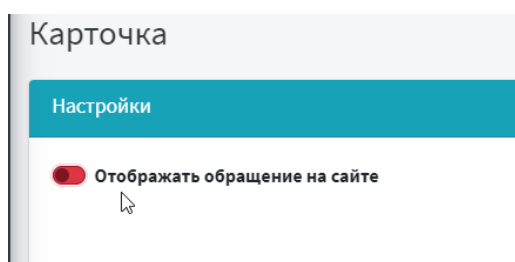 Карточка
Настройки
Отображать обращение на сайте